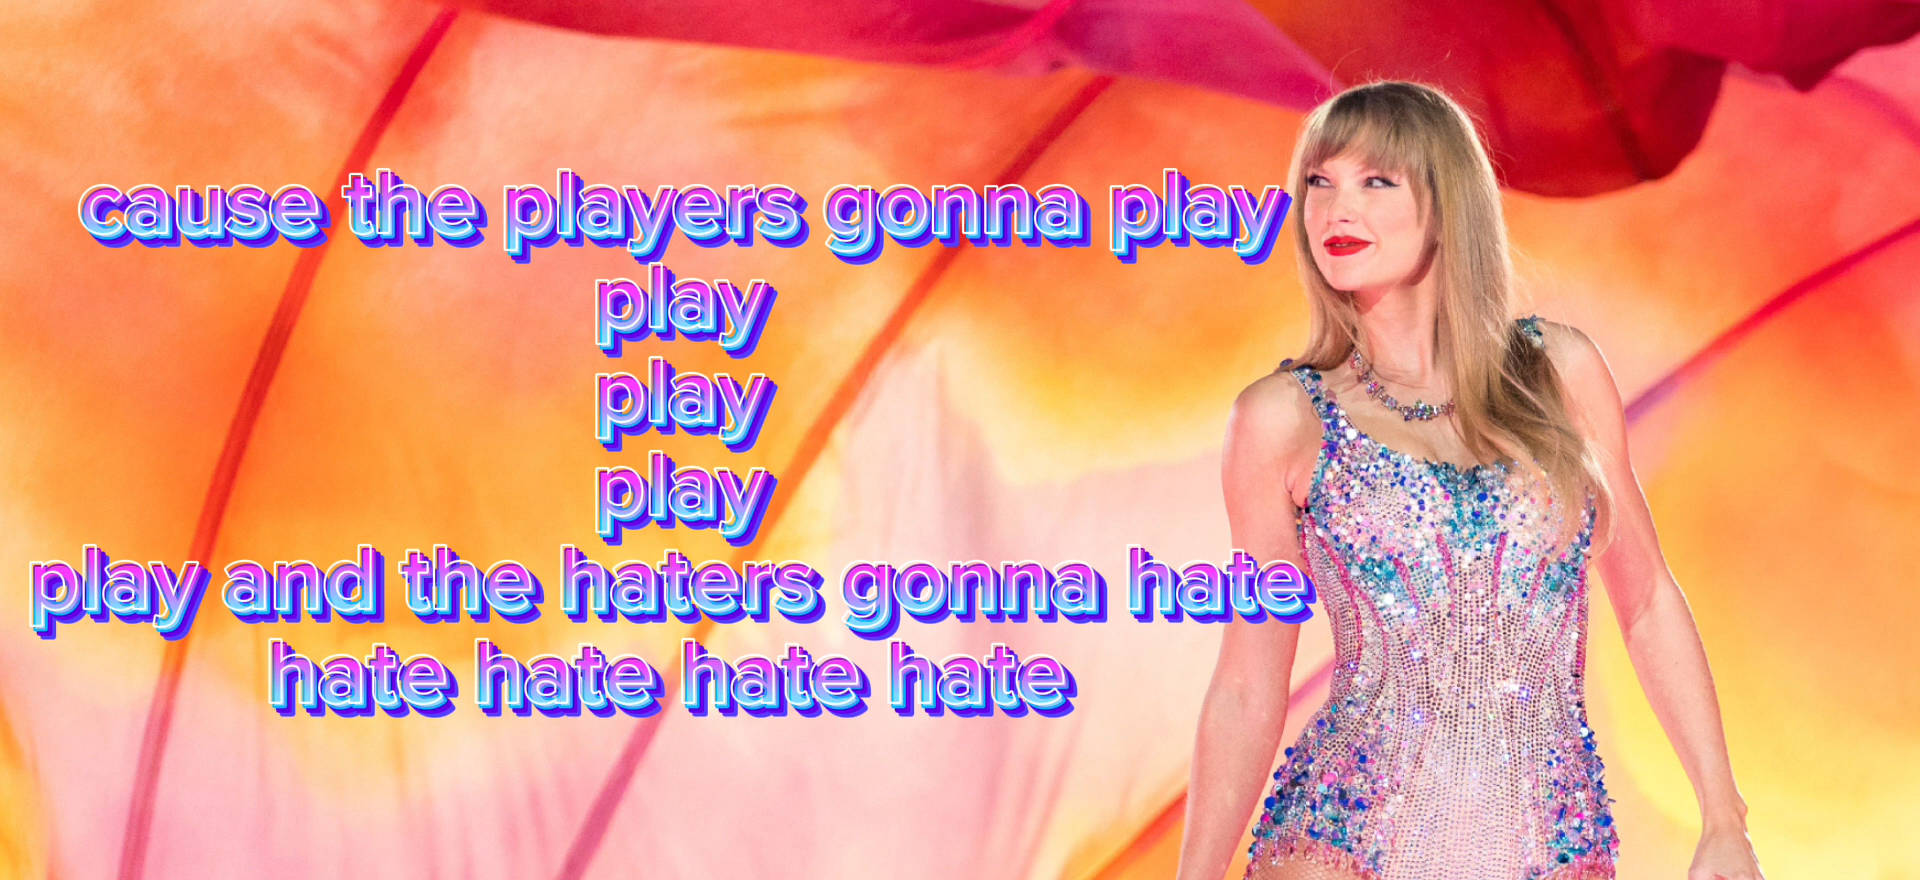 cause the players gonna play
play
play
play
play and the haters gonna hate
hate hate hate hate